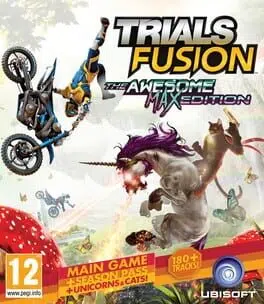 TRIALS
FUSION
THE AWESOME
MAX EDITION
MAIN GAME
+ SEASON PASS
+ UNICORNS & CATS!
180+
TRACKS!
12
www.pegi.info
UBISOFT